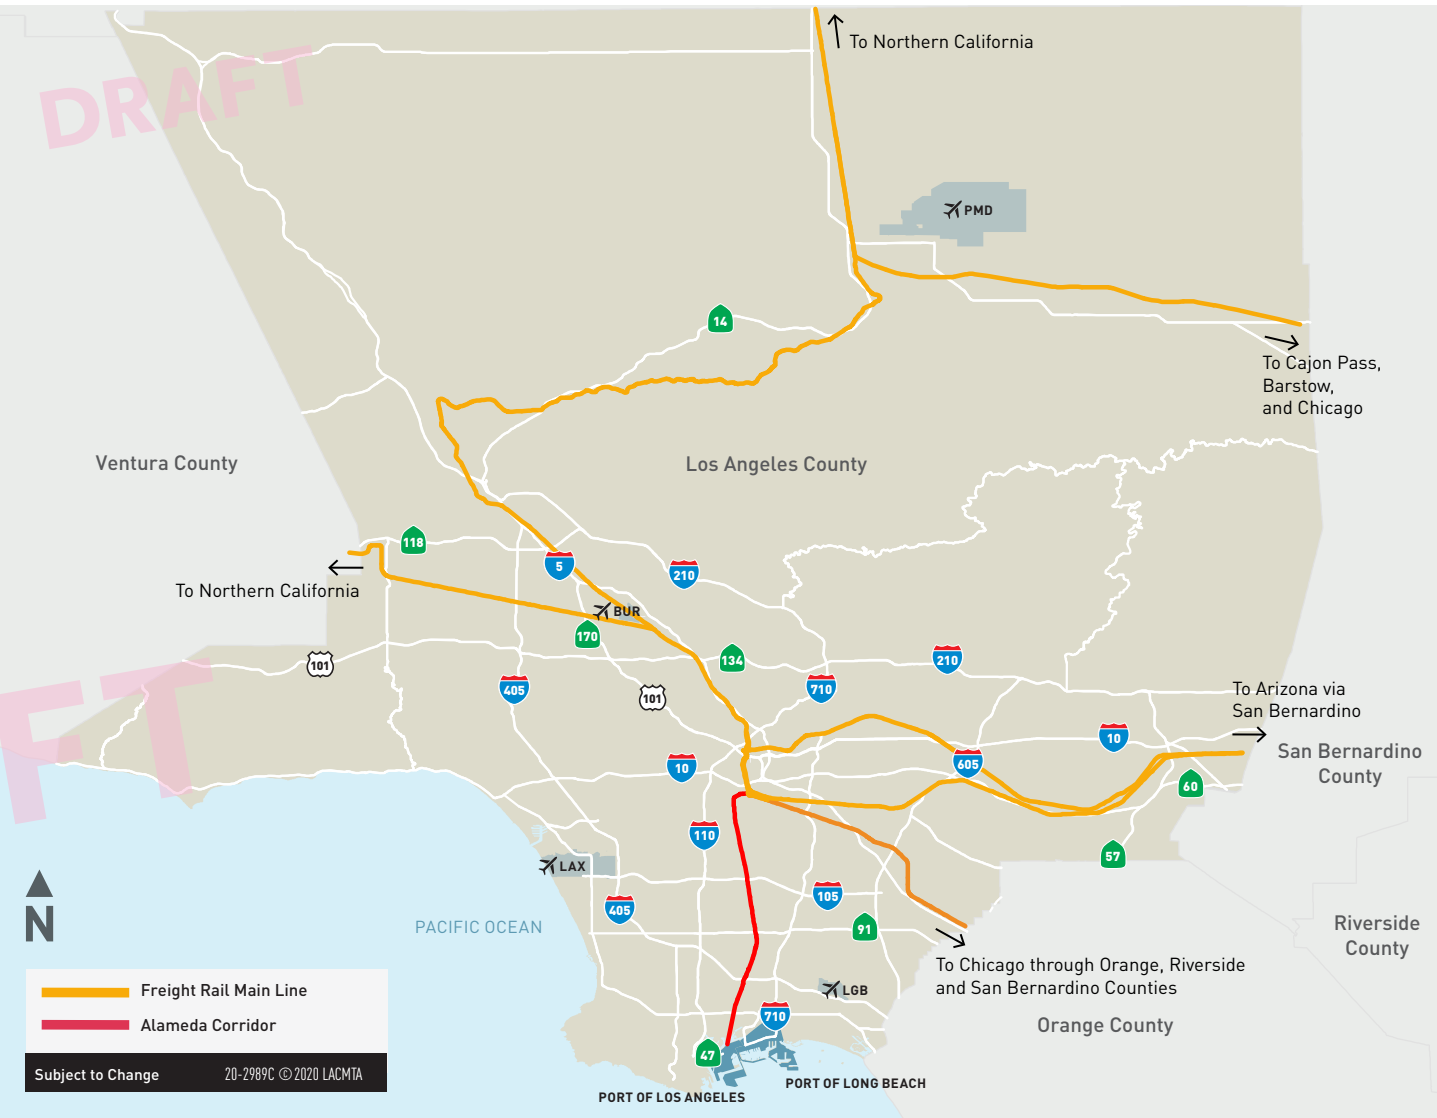 To Northern California
DRAFT
PMD
14
To Cajon Pass,
Barstow,
and Chicago
Ventura County
Los Angeles County
118
5
210
To Northern California
BUR
170
101
134
210
405
101
710
To Arizona via
San Bernardino
10
San Bernardino
County
10
605
60
110
57
LAX
405
105
91
PACIFIC OCEAN
Riverside
County
N
To Chicago through Orange, Riverside
and San Bernardino Counties
LGB
710
Orange County
47
PORT OF LONG BEACH
PORT OF LOS ANGELES
FT
Freight Rail Main Line
Alameda Corridor
Subject to Change
20-2989C ©2020 LACMTA